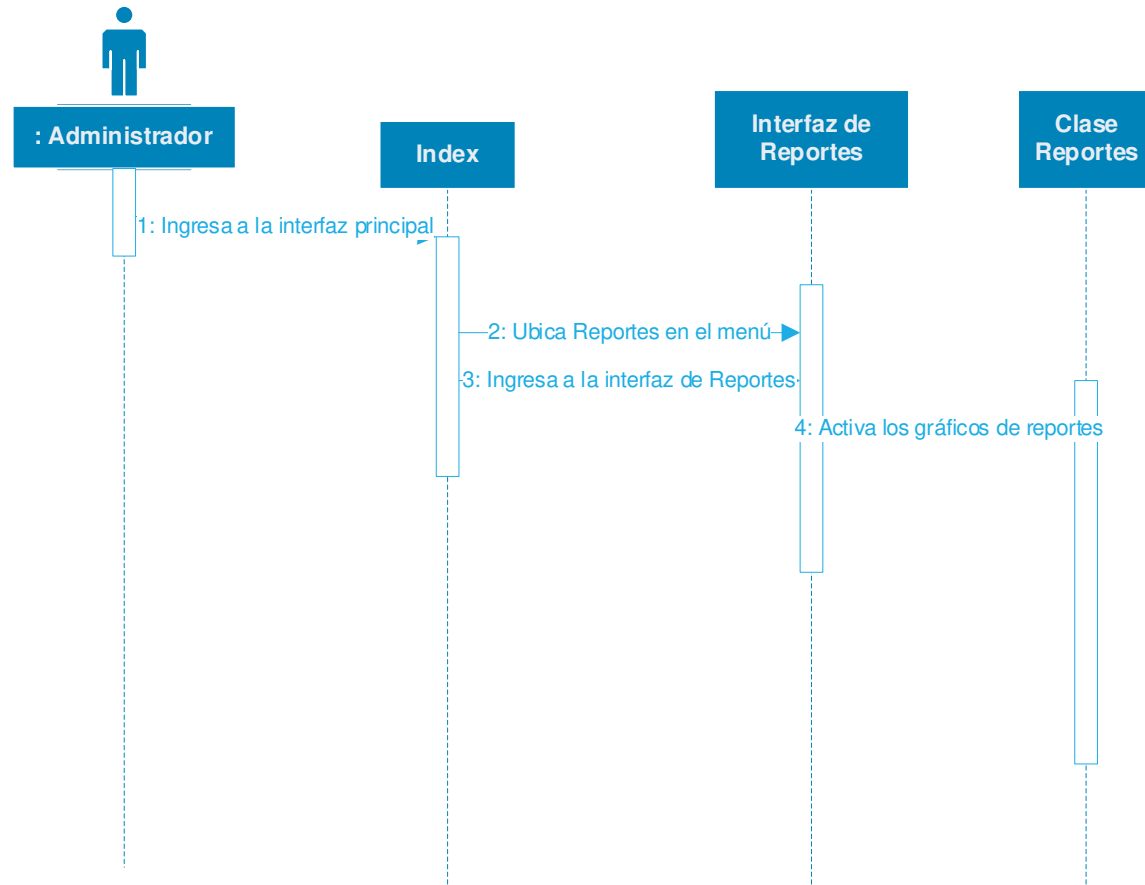 : Administrador
Index
Interfaz de
Reportes
Clase
Reportes
1: Ingresa a la interfaz principal
2: Ubica Reportes en el menú
3: Ingresa a la interfaz de Reportes
4: Activa los gráficos de reportes